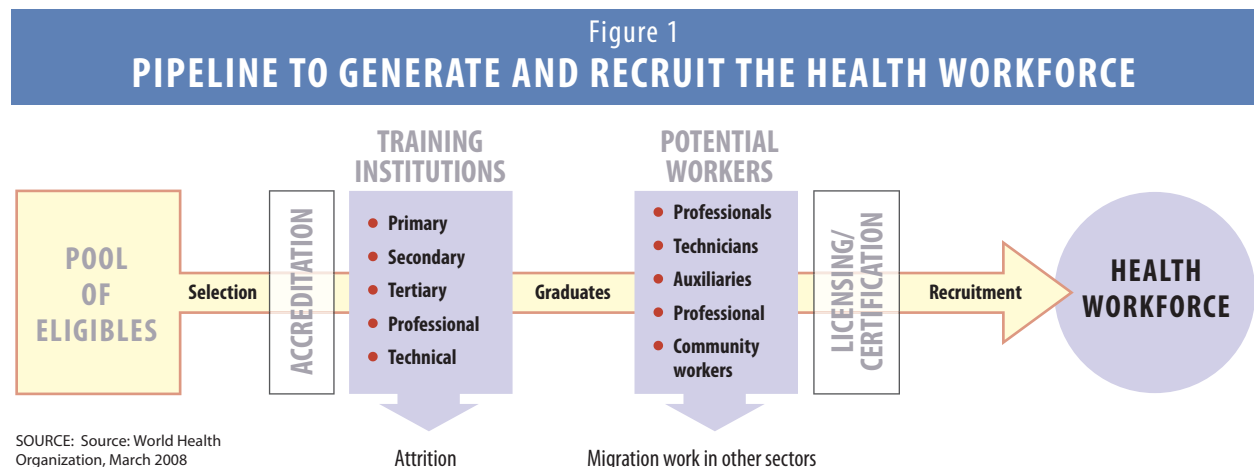 Figure 1
PIPELINE TO GENERATE AND RECRUIT THE HEALTH WORKFORCE
POOL
OF
ELIGIBLES
Selection
ACCREDITATION
TRAINING
INSTITUTIONS
• Primary
• Secondary
• Tertiary
• Professional
• Technical
Attrition
Graduates
POTENTIAL
WORKERS
• Professionals
• Technicians
• Auxiliaries
• Professional
• Community
workers
Migration work in other sectors
LICENSING/
CERTIFICATION
Recruitment
HEALTH
WORKFORCE
SOURCE: Source: World Health
Organization, March 2008